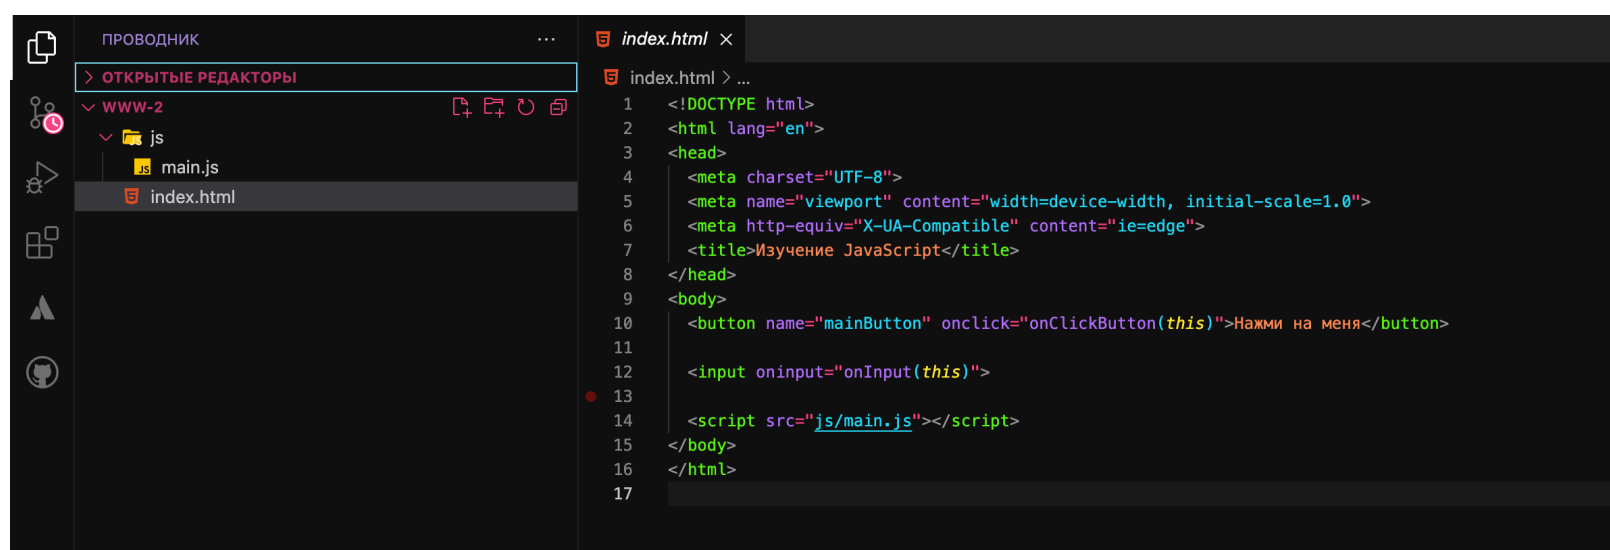 ПРОВОДНИК ...
ОТКРЫТЫЕ РЕДАКТОРЫ
WWW-2
js
JS main.js
index.html
index.html
index.html > ...
1 <!DOCTYPE html>
2 <html lang="en">
3 <head>
4 <meta charset="UTF-8">
5 <meta name="viewport" content="width=device-width, initial-scale=1.0">
6 <meta http-equiv="X-UA-Compatible" content="ie=edge">
7 <title>Изучение JavaScript</title>
8 </head>
9 <body>
10 <button name="mainButton" onclick="onClickButton(this)">Нажми на меня</button>
11
12 <input oninput="onInput(this)">
13
14 <script src="js/main.js"></script>
15 </body>
16 </html>
17